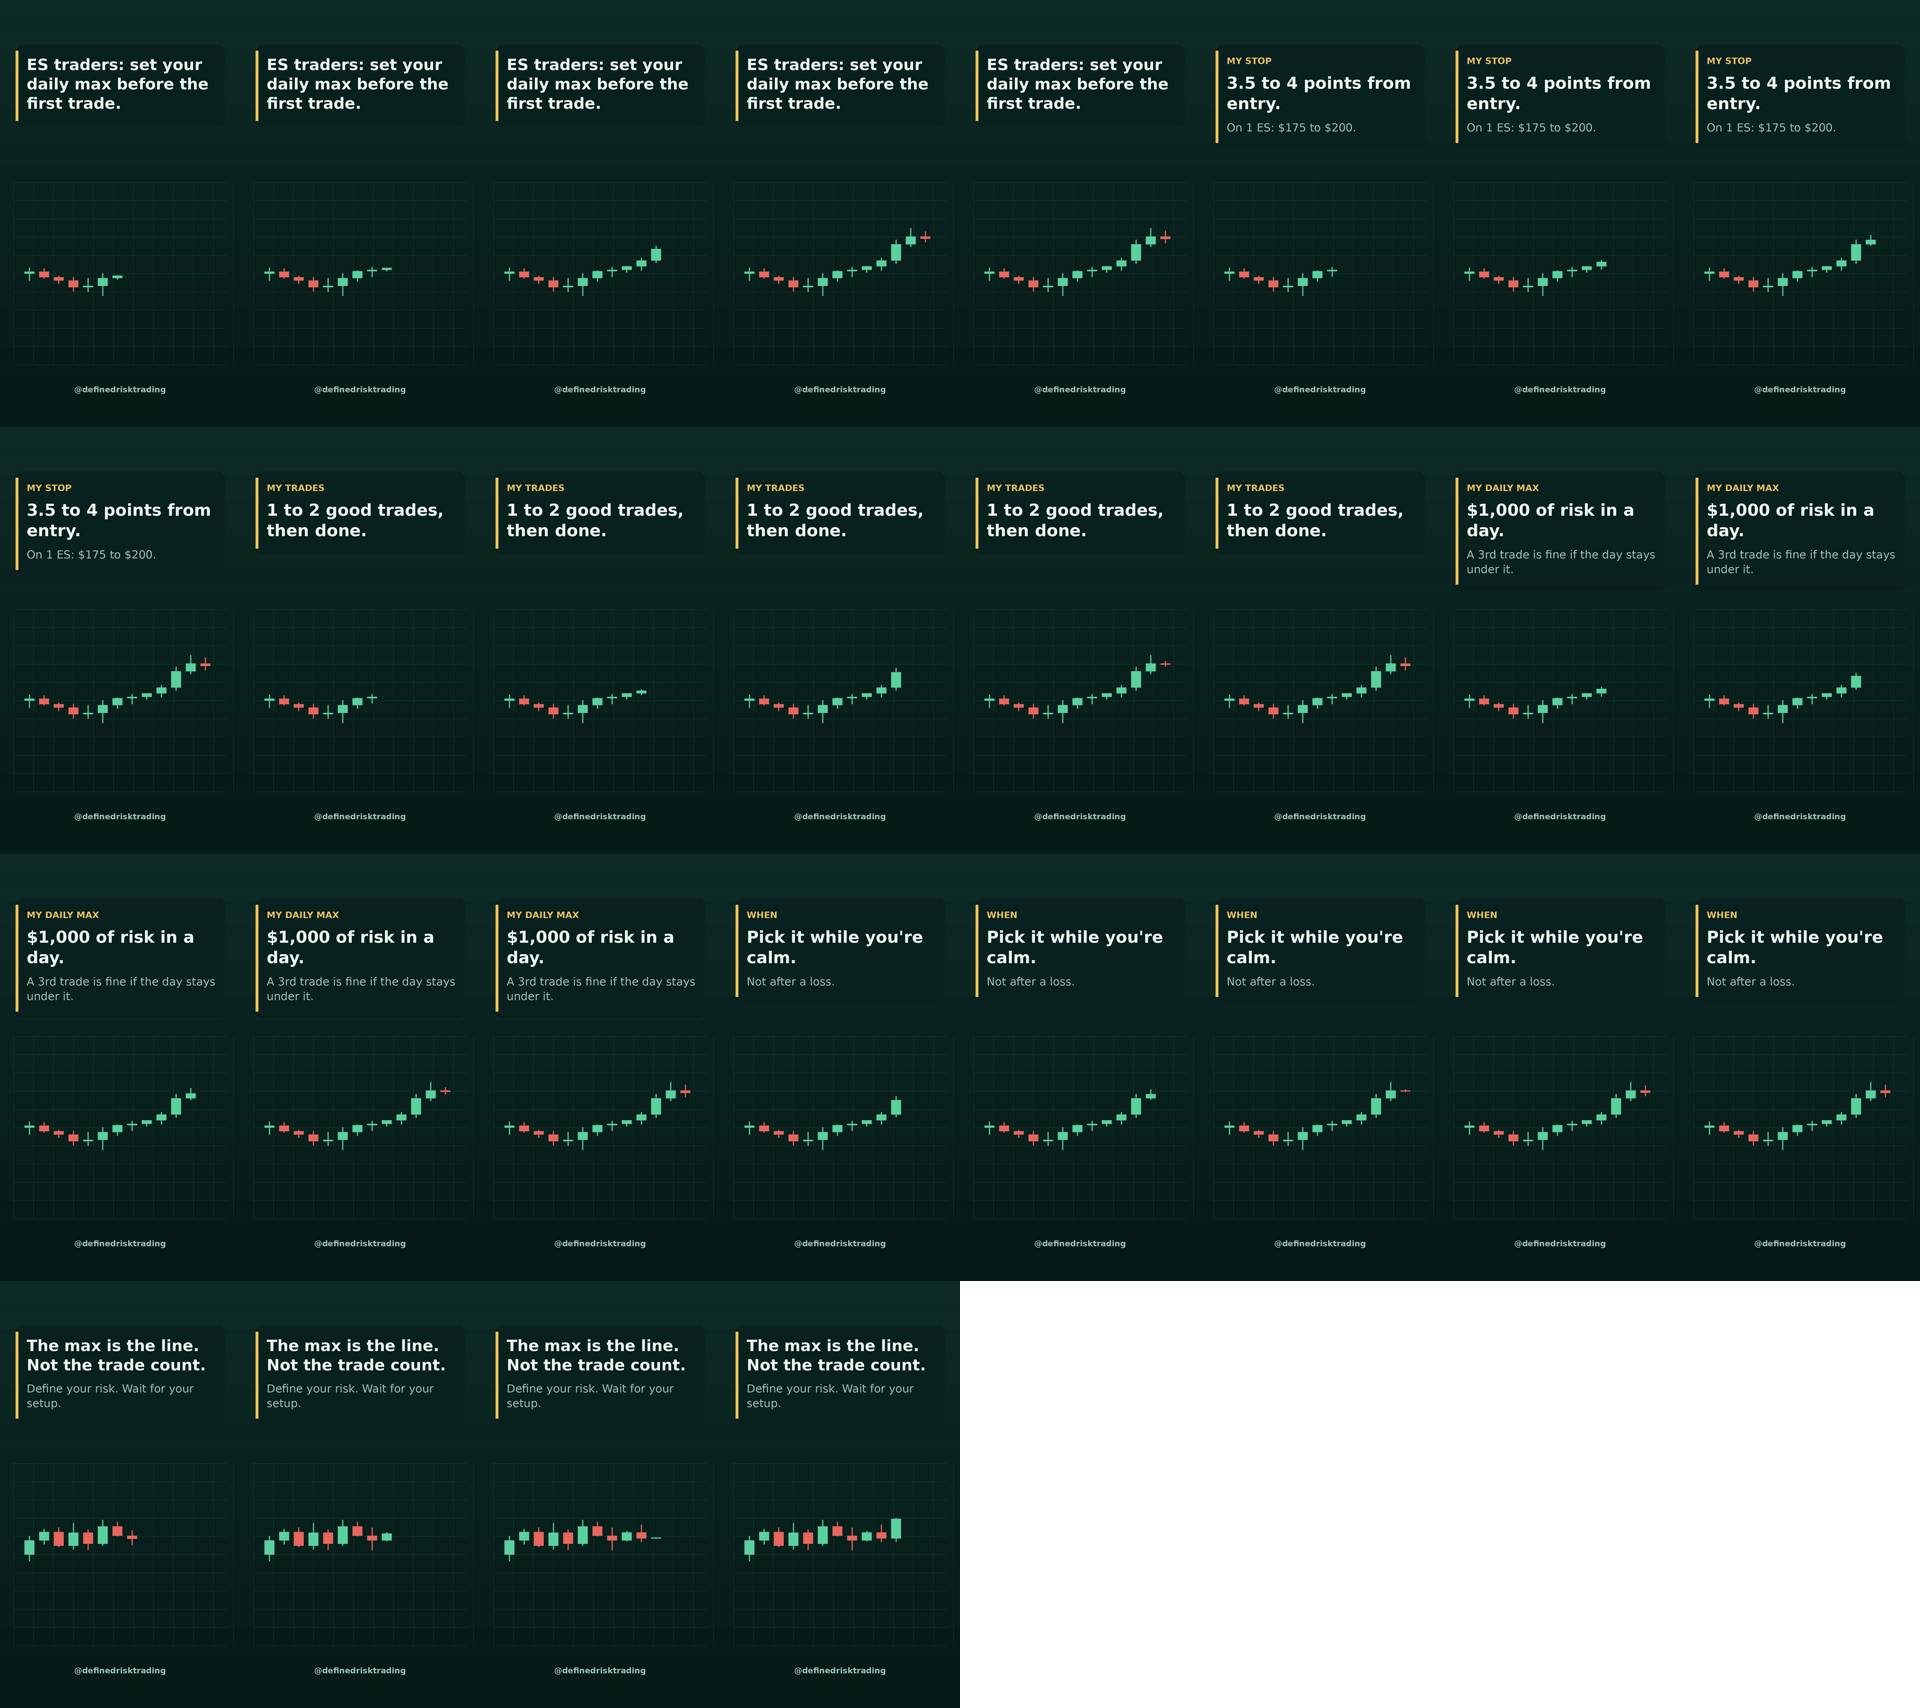 ES traders: set your
daily max before the
first trade.
ES traders: set your
daily max before the
first trade.
ES traders: set your
daily max before the
first trade.
ES traders: set your
daily max before the
first trade.
ES traders: set your
daily max before the
first trade.
MY STOP
3.5 to 4 points from
entry.
On 1 ES: $175 to $200.
MY STOP
3.5 to 4 points from
entry.
On 1 ES: $175 to $200.
MY STOP
3.5 to 4 points from
entry.
On 1 ES: $175 to $200.
@definedrisktrading
@definedrisktrading
@definedrisktrading
@definedrisktrading
@definedrisktrading
@definedrisktrading
@definedrisktrading
@definedrisktrading
MY STOP
3.5 to 4 points from
entry.
On 1 ES: $175 to $200.
MY TRADES
1 to 2 good trades,
then done.
MY TRADES
1 to 2 good trades,
then done.
MY TRADES
1 to 2 good trades,
then done.
MY TRADES
1 to 2 good trades,
then done.
MY TRADES
1 to 2 good trades,
then done.
MY DAILY MAX
$1,000 of risk in a
day.
A 3rd trade is fine if the day stays
under it.
MY DAILY MAX
$1,000 of risk in a
day.
A 3rd trade is fine if the day stays
under it.
@definedrisktrading
@definedrisktrading
@definedrisktrading
@definedrisktrading
@definedrisktrading
@definedrisktrading
@definedrisktrading
@definedrisktrading
MY DAILY MAX
$1,000 of risk in a
day.
A 3rd trade is fine if the day stays
under it.
MY DAILY MAX
$1,000 of risk in a
day.
A 3rd trade is fine if the day stays
under it.
MY DAILY MAX
$1,000 of risk in a
day.
A 3rd trade is fine if the day stays
under it.
WHEN
Pick it while you're
calm.
Not after a loss.
WHEN
Pick it while you're
calm.
Not after a loss.
WHEN
Pick it while you're
calm.
Not after a loss.
WHEN
Pick it while you're
calm.
Not after a loss.
WHEN
Pick it while you're
calm.
Not after a loss.
@definedrisktrading
@definedrisktrading
@definedrisktrading
@definedrisktrading
@definedrisktrading
@definedrisktrading
@definedrisktrading
@definedrisktrading
The max is the line.
Not the trade count.
Define your risk. Wait for your
setup.
The max is the line.
Not the trade count.
Define your risk. Wait for your
setup.
The max is the line.
Not the trade count.
Define your risk. Wait for your
setup.
The max is the line.
Not the trade count.
Define your risk. Wait for your
setup.
@definedrisktrading
@definedrisktrading
@definedrisktrading
@definedrisktrading